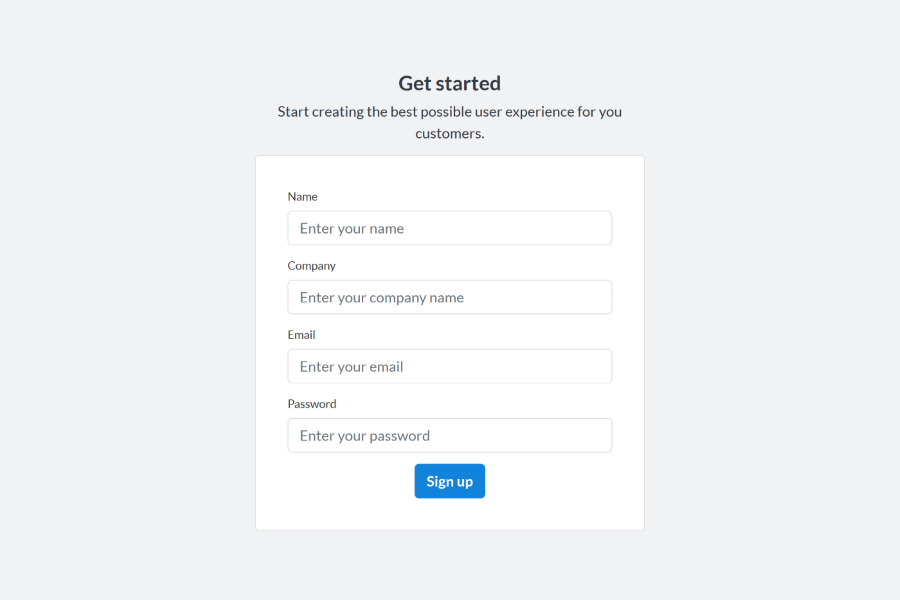 Get started
Start creating the best possible user experience for you
customers.
Name
Enter your name
Company
Enter your company name
Email
Enter your email
Password
Enter your password
Sign up